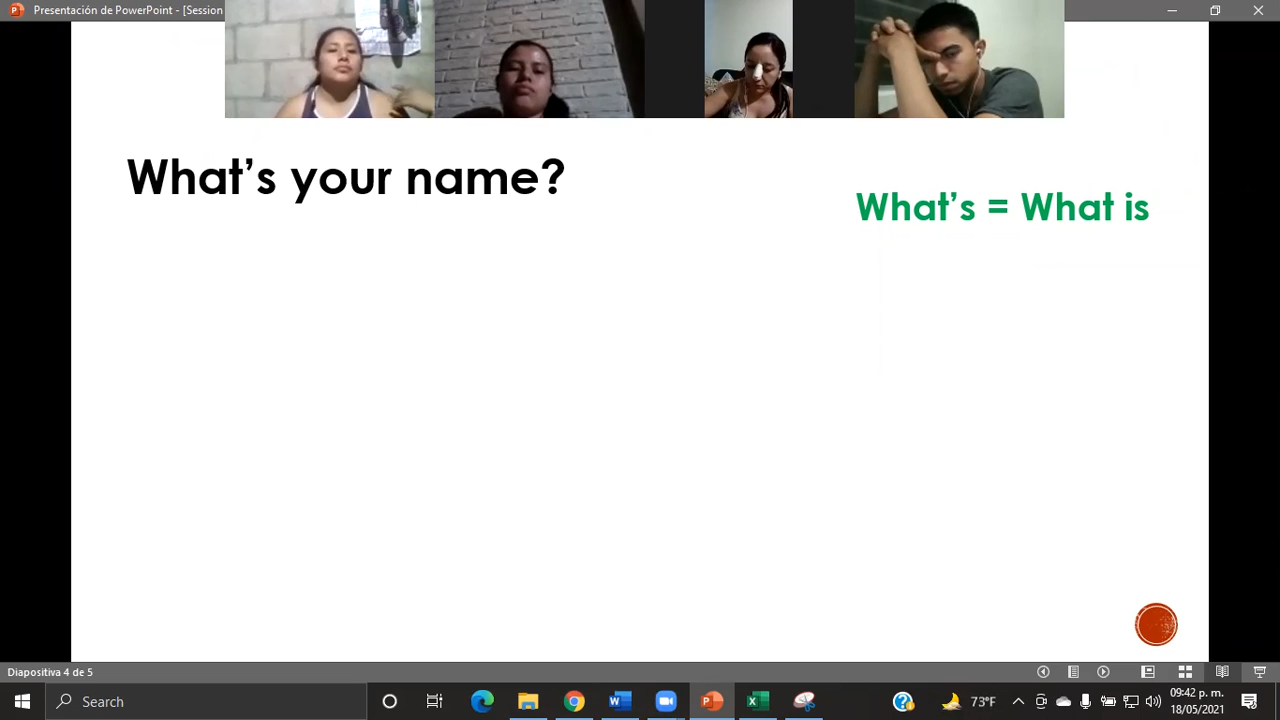 Presentación de PowerPoint - [Session
What's your name?
What's = What is
Diapositiva 4 de 5
Search
73°F
09:42 p. m.
18/05/2021